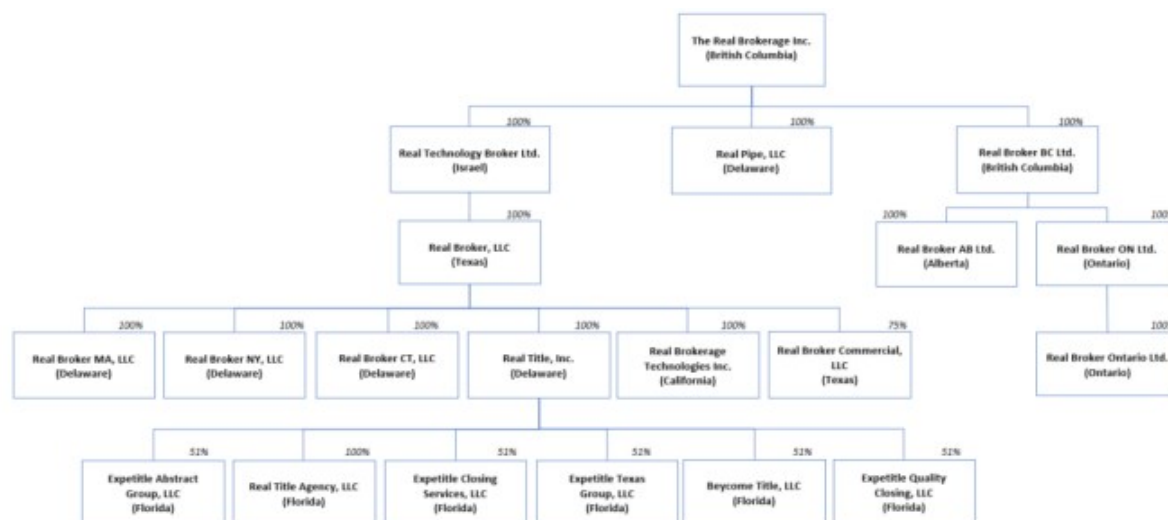 The Real Brokerage Inc.
(British Columbia)
100%
100%
100%
Real Technology Broker Ltd.
(Israel)
Real Pipe, LLC
(Delaware)
Real Broker BC Ltd.
(British Columbia)
100%
100%
100%
Real Broker, LLC
(Texas)
Real Broker AB Ltd.
(Alberta)
Real Broker ON Ltd.
(Ontario)
100%
100%
100%
100%
100%
75%
100%
Real Broker MA, LLC
(Delaware)
Real Broker NY, LLC
(Delaware)
Real Broker CT, LLC
(Delaware)
Real Title, Inc.
(Delaware)
Real Brokerage
Technologies Inc.
(California)
Real Broker Commercial,
LLC
(Texas)
Real Broker Ontario Ltd.
(Ontario)
51%
100%
51%
51%
51%
51%
Expetitle Abstract
Group, LLC
(Florida)
Real Title Agency, LLC
(Florida)
Expetitle Closing
Services, LLC
(Florida)
Expetitle Texas
Group, LLC
(Florida)
Beycome Title, LLC
(Florida)
Expetitle Quality
Closing, LLC
(Florida)